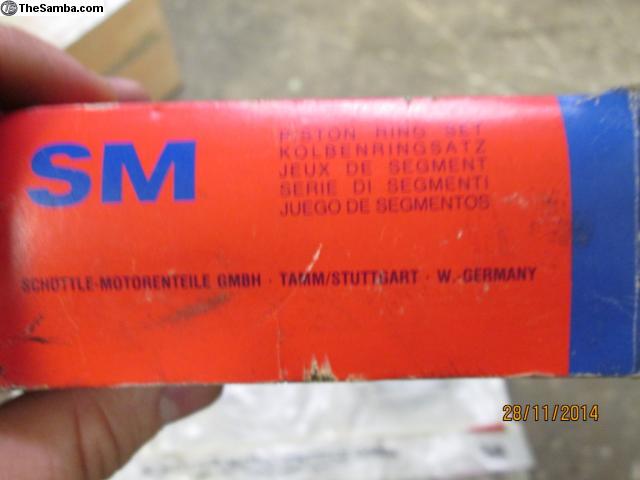 TheSamba.com
SM
PISTON RING SET
KOLBENRINGSATZ
JEUX DE SEGMENT
SERIE DI SEGMENTI
JUEGO DE SEGMENTOS
SCHOTTLE-MOTORENTEILE GMBH · TAMM/STUTTGART · W.-GERMANY
28/11/2014